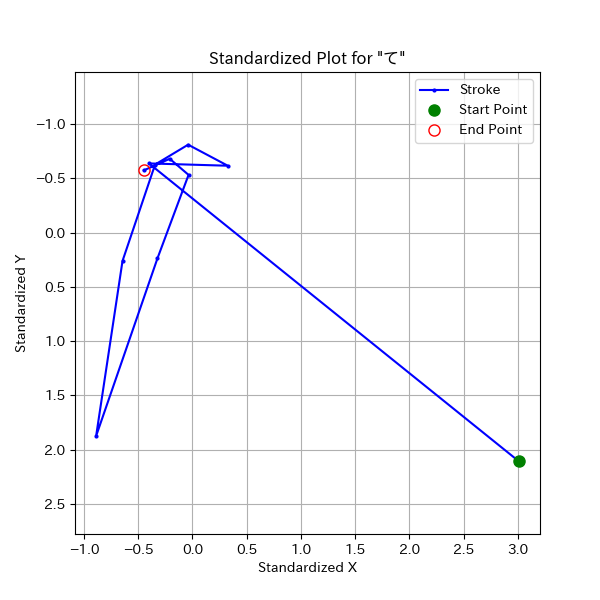 Standardized Plot for "て"
Stroke
Start Point
End Point
Standardized Y
−1.0
−0.5
0.0
0.5
1.0
1.5
2.0
2.5
−1.0 −0.5 0.0 0.5 1.0 1.5 2.0 2.5 3.0
Standardized X